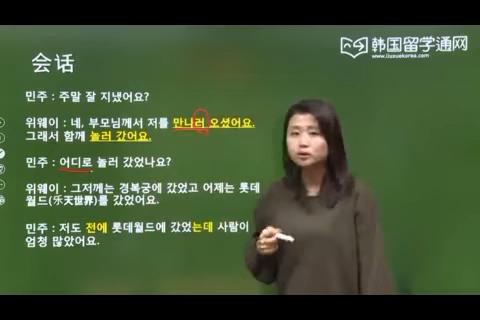 韩国留学通网
会话
민주 : 주말 잘 지냈어요?
위웨이 : 네, 부모님께서 저를 만나러 오셨어요.
그래서 함께 놀러 갔어요.
민주 : 어디로 놀러 갔었나요?
위웨이 : 그저께는 경복궁에 갔었고 어제는 롯데
월드(乐天世界)를 갔었어요.
민주 : 저도 전에 롯데월드에 갔었는데 사람이
엄청 많았어요.